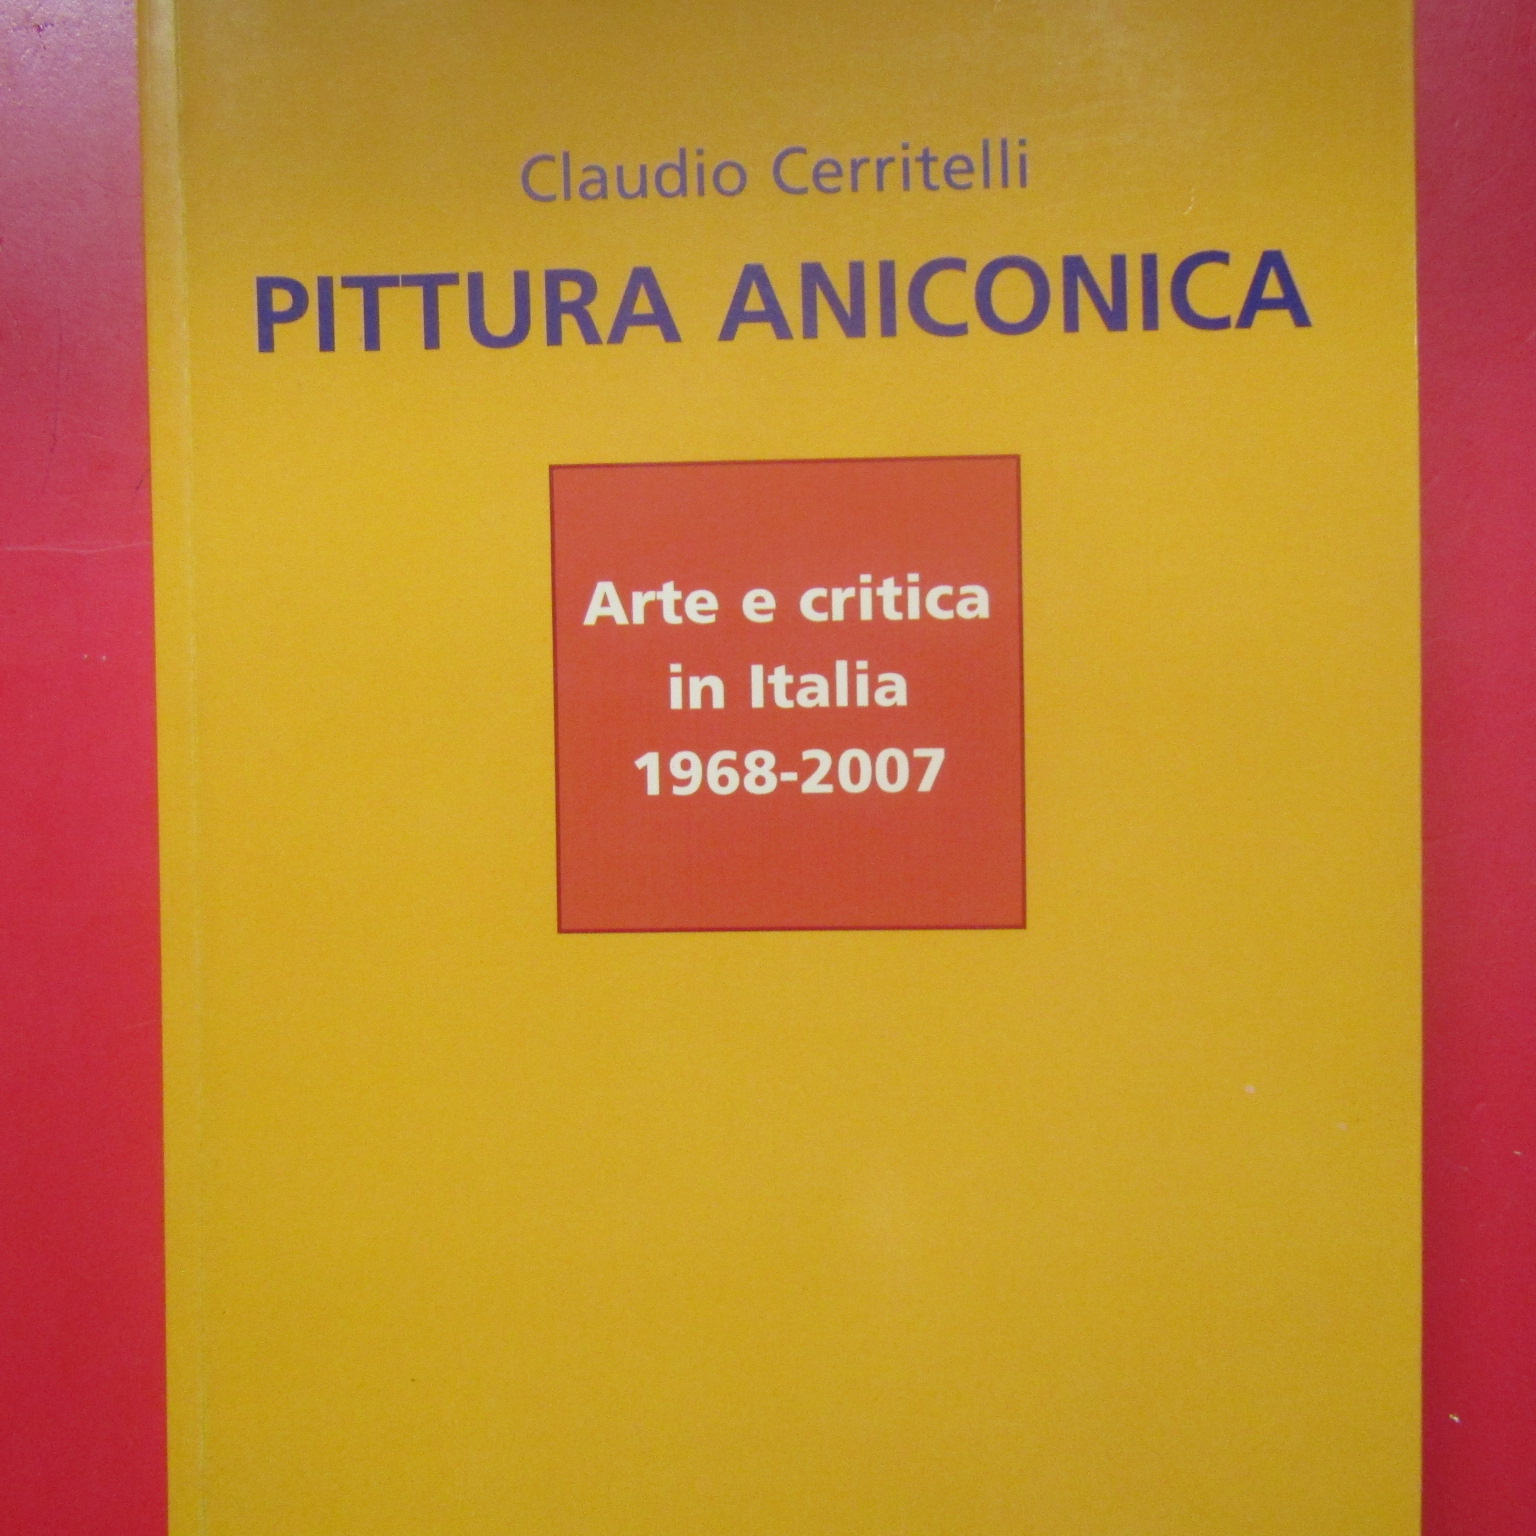 Claudio Cerritelli
PITTURA ANICONICA
Arte e critica
in Italia
1968-2007